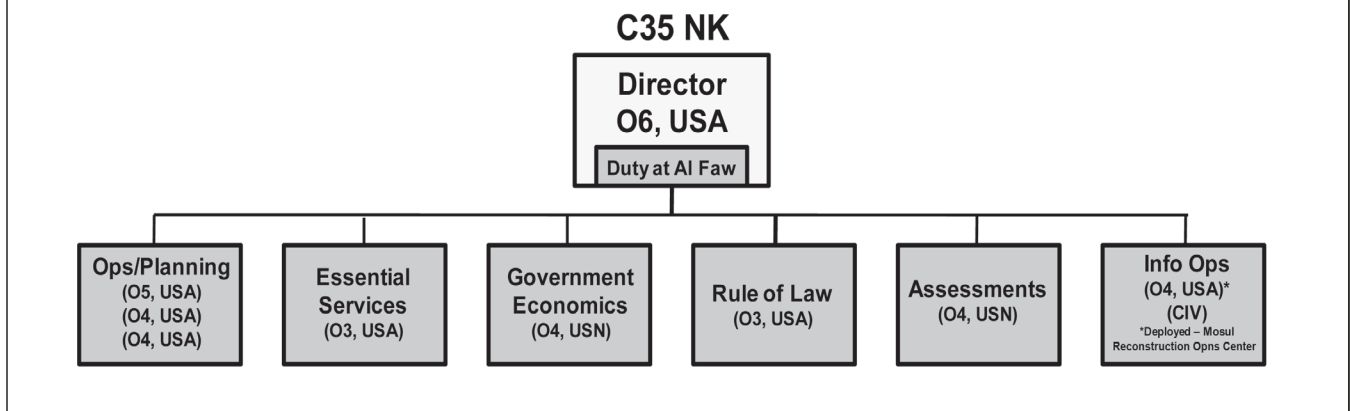 C35 NK
Director
O6, USA
Duty at Al Faw
Ops/Planning
(O5, USA)
(O4, USA)
(O4, USA)
Essential
Services
(O3, USA)
Government
Economics
(O4, USN)
Rule of Law
(O3, USA)
Assessments
(O4, USN)
Info Ops
(O4, USA)*
(CIV)
*Deployed – Mosul
Reconstruction Opns Center